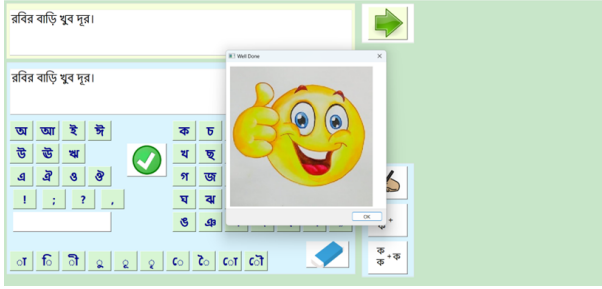 রবির বাড়ি খুব দূর।
Well Done
রবির বাড়ি খুব দূর।
অ আ ই ঈ ক চ
উ ঊ ঋ খ ছ
এ ঐ ও ঔ গ জ
! ; ? , ঘ ঝ
ঙ ঞ
OK
ক +
ক
ক + ক
া ি ী ু ূ ৃ ে ৈ ো ৌ